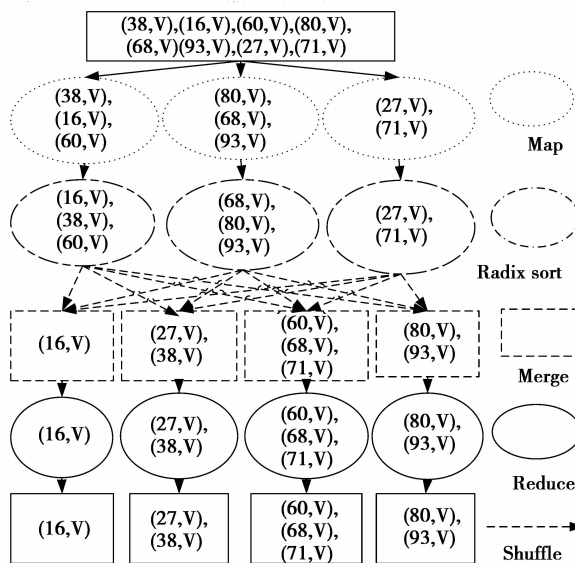 (38,V),(16,V),(60,V),(80,V),
(68,V)(93,V),(27,V),(71,V)
(38,V),
(16,V),
(60,V)
(80,V),
(68,V),
(93,V)
(27,V),
(71,V)
Map
(16,V),
(38,V),
(60,V)
(68,V),
(80,V),
(93,V)
(27,V),
(71,V)
Radix sort
(16,V)
(27,V),
(38,V)
(60,V),
(68,V),
(71,V)
(80,V),
(93,V)
Merge
(16,V)
(27,V),
(38,V)
(60,V),
(68,V),
(71,V)
(80,V),
(93,V)
Reduce
(16,V)
(27,V),
(38,V)
(60,V),
(68,V),
(71,V)
(80,V),
(93,V)
Shuffle